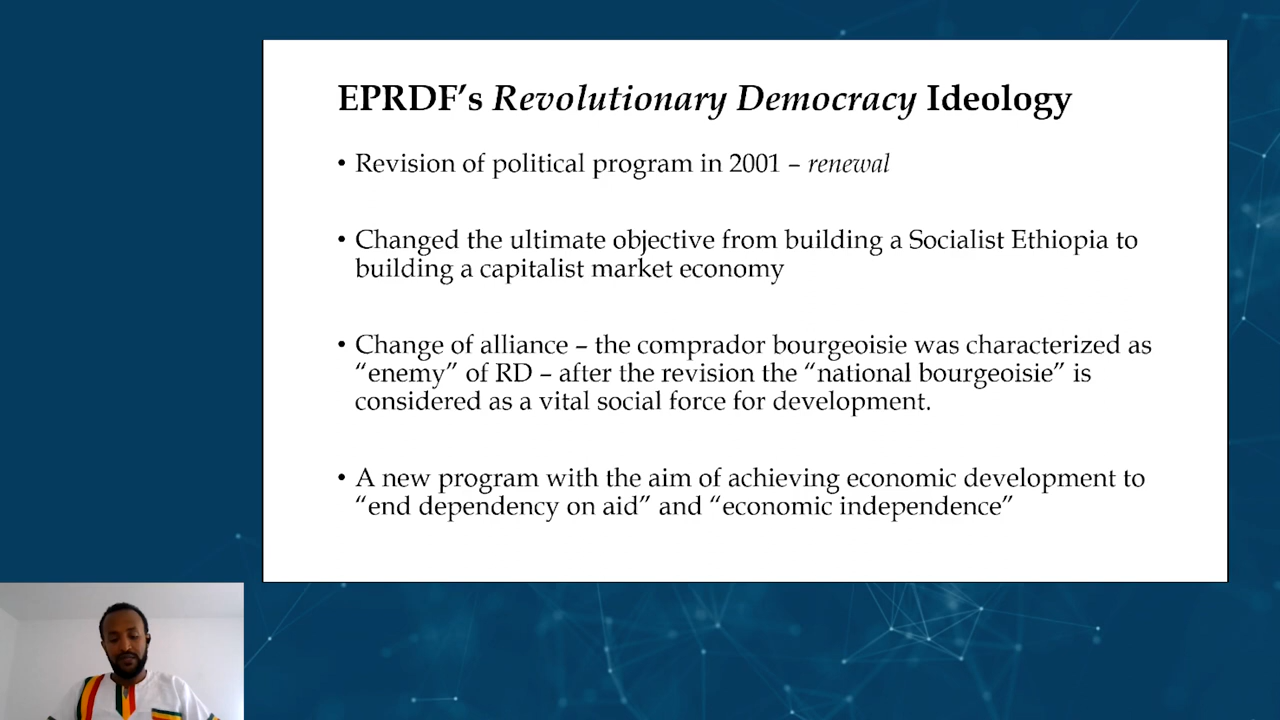 EPRDF’s Revolutionary Democracy Ideology
• Revision of political program in 2001 – renewal
• Changed the ultimate objective from building a Socialist Ethiopia to
building a capitalist market economy
• Change of alliance – the comprador bourgeoisie was characterized as
“enemy” of RD – after the revision the “national bourgeoisie” is
considered as a vital social force for development.
• A new program with the aim of achieving economic development to
“end dependency on aid” and “economic independence”